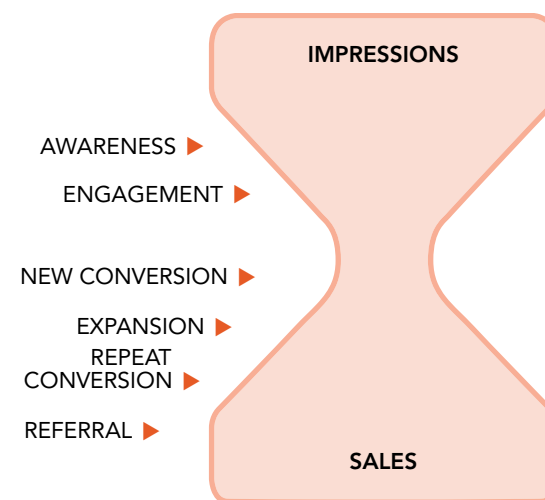 IMPRESSIONS
AWARENESS
ENGAGEMENT
NEW CONVERSION
EXPANSION
REPEAT
CONVERSION
REFERRAL
SALES